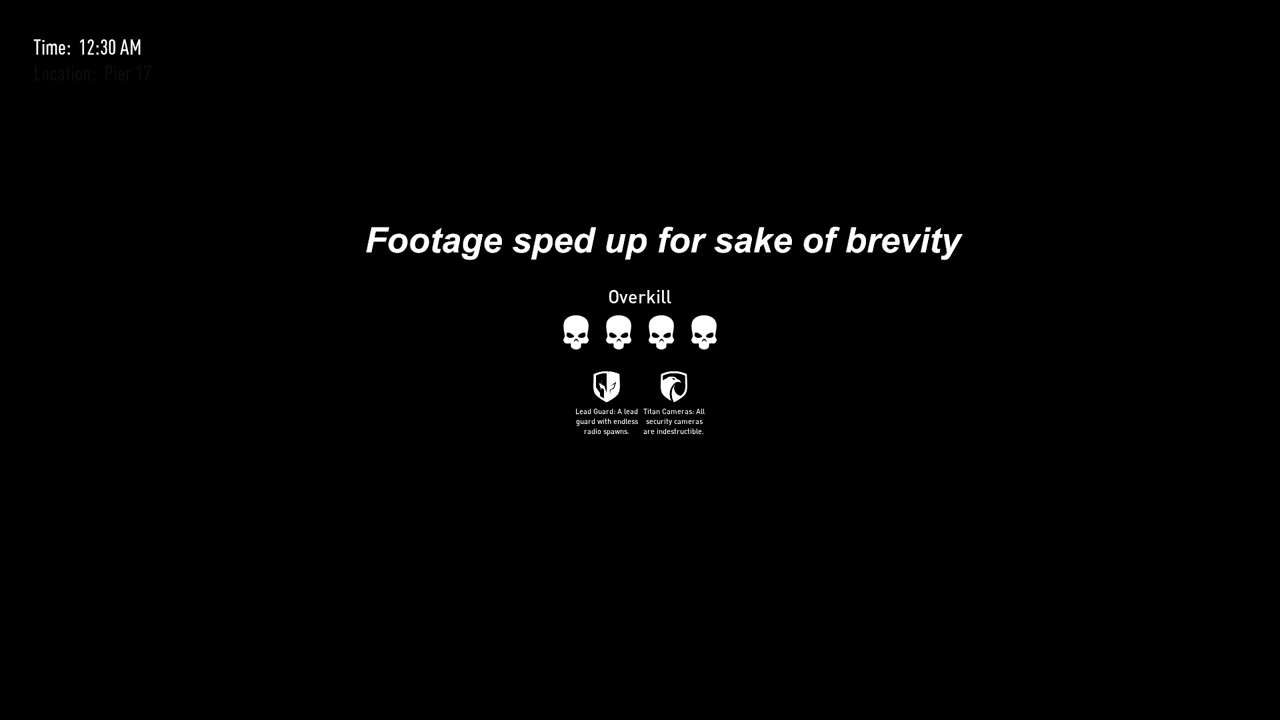 Time: 12:30 AM
Location: Pier 17
Footage sped up for sake of brevity
Overkill
Lead Guard: A lead
guard with endless
radio spawns.
Titan Cameras: All
security cameras
are indestructible.